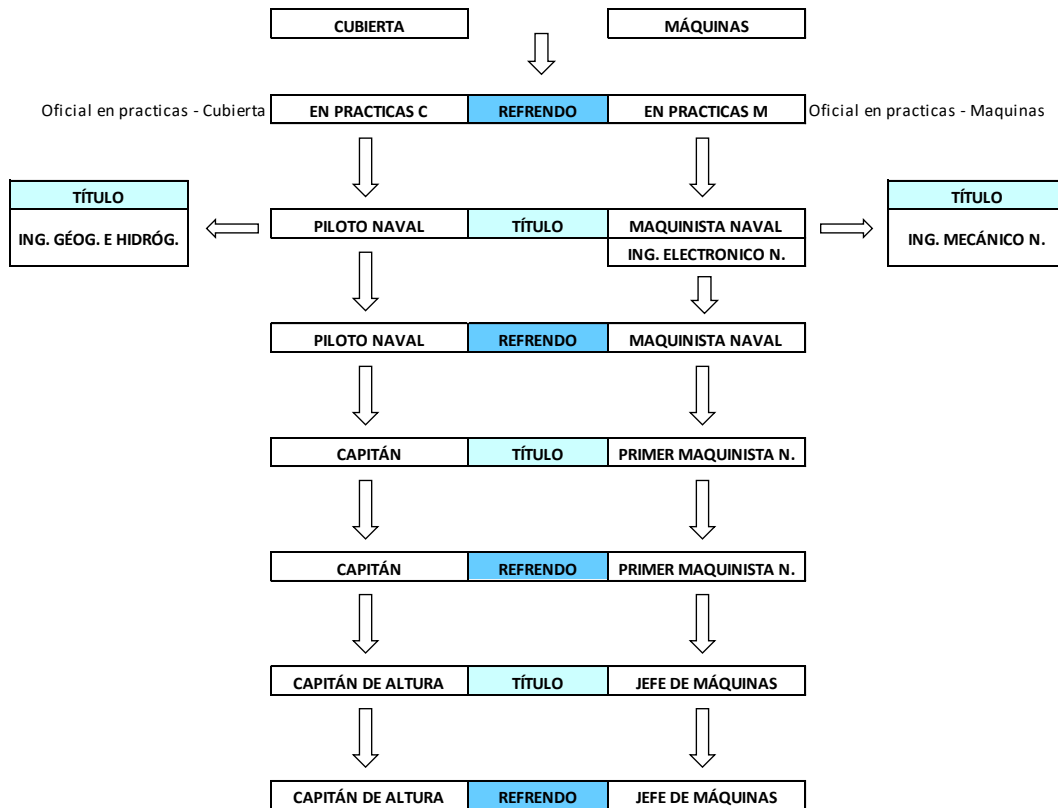 CUBIERTA MÁQUINAS
Oficial en practicas - Cubierta EN PRACTICAS C REFRENDO EN PRACTICAS M Oficial en practicas - Maquinas
TÍTULO TÍTULO
PILOTO NAVAL TÍTULO MAQUINISTA NAVAL
ING. GÉOG. E HIDRÓG. ING. MECÁNICO N.
ING. ELECTRONICO N.
PILOTO NAVAL REFRENDO MAQUINISTA NAVAL
CAPITÁN TÍTULO PRIMER MAQUINISTA N.
CAPITÁN REFRENDO PRIMER MAQUINISTA N.
CAPITÁN DE ALTURA TÍTULO JEFE DE MÁQUINAS
CAPITÁN DE ALTURA REFRENDO JEFE DE MÁQUINAS